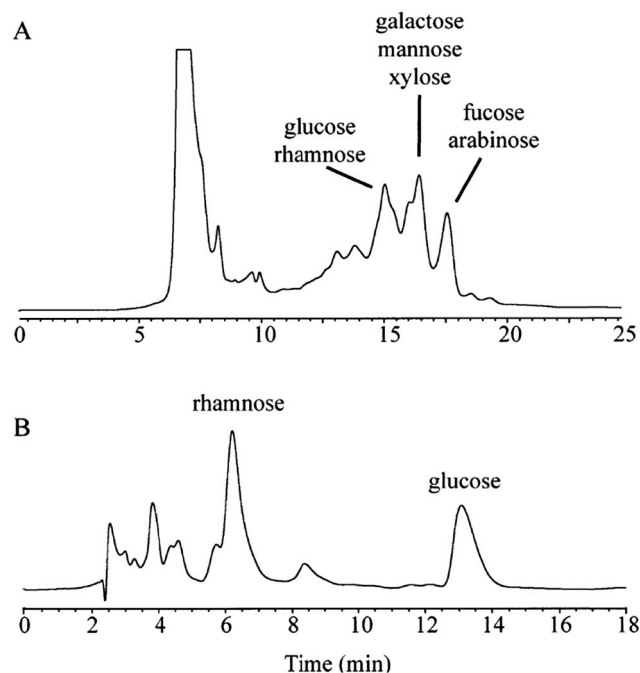 A
galactose
mannose
xylose
glucose
rhamnose
fucose
arabinose
0 5 10 15 20 25
B
rhamnose
glucose
0 2 4 6 8 10 12 14 16 18
Time (min)